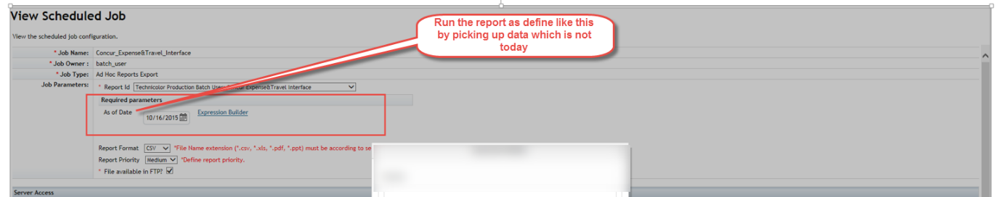 View Scheduled Job
Run the report as define like this
by picking up data which is not
today
View the scheduled job configuration.
* Job Name: Concur_Expense&Travel_Interface
* Job Owner : batch_user
* Job Type: Ad Hoc Reports Export
Job Parameters: * Report Id Technicolor Production Batch User: Concur Expense&Travel Interface
Required parameters
As of Date 10/16/2015 Expression Builder
Report Format CSV *File Name extension (*.csv, *.xls, *.pdf, *.ppt) must be according to se
Report Priority Medium *Define report priority.
* File available in FTP?
Server Access